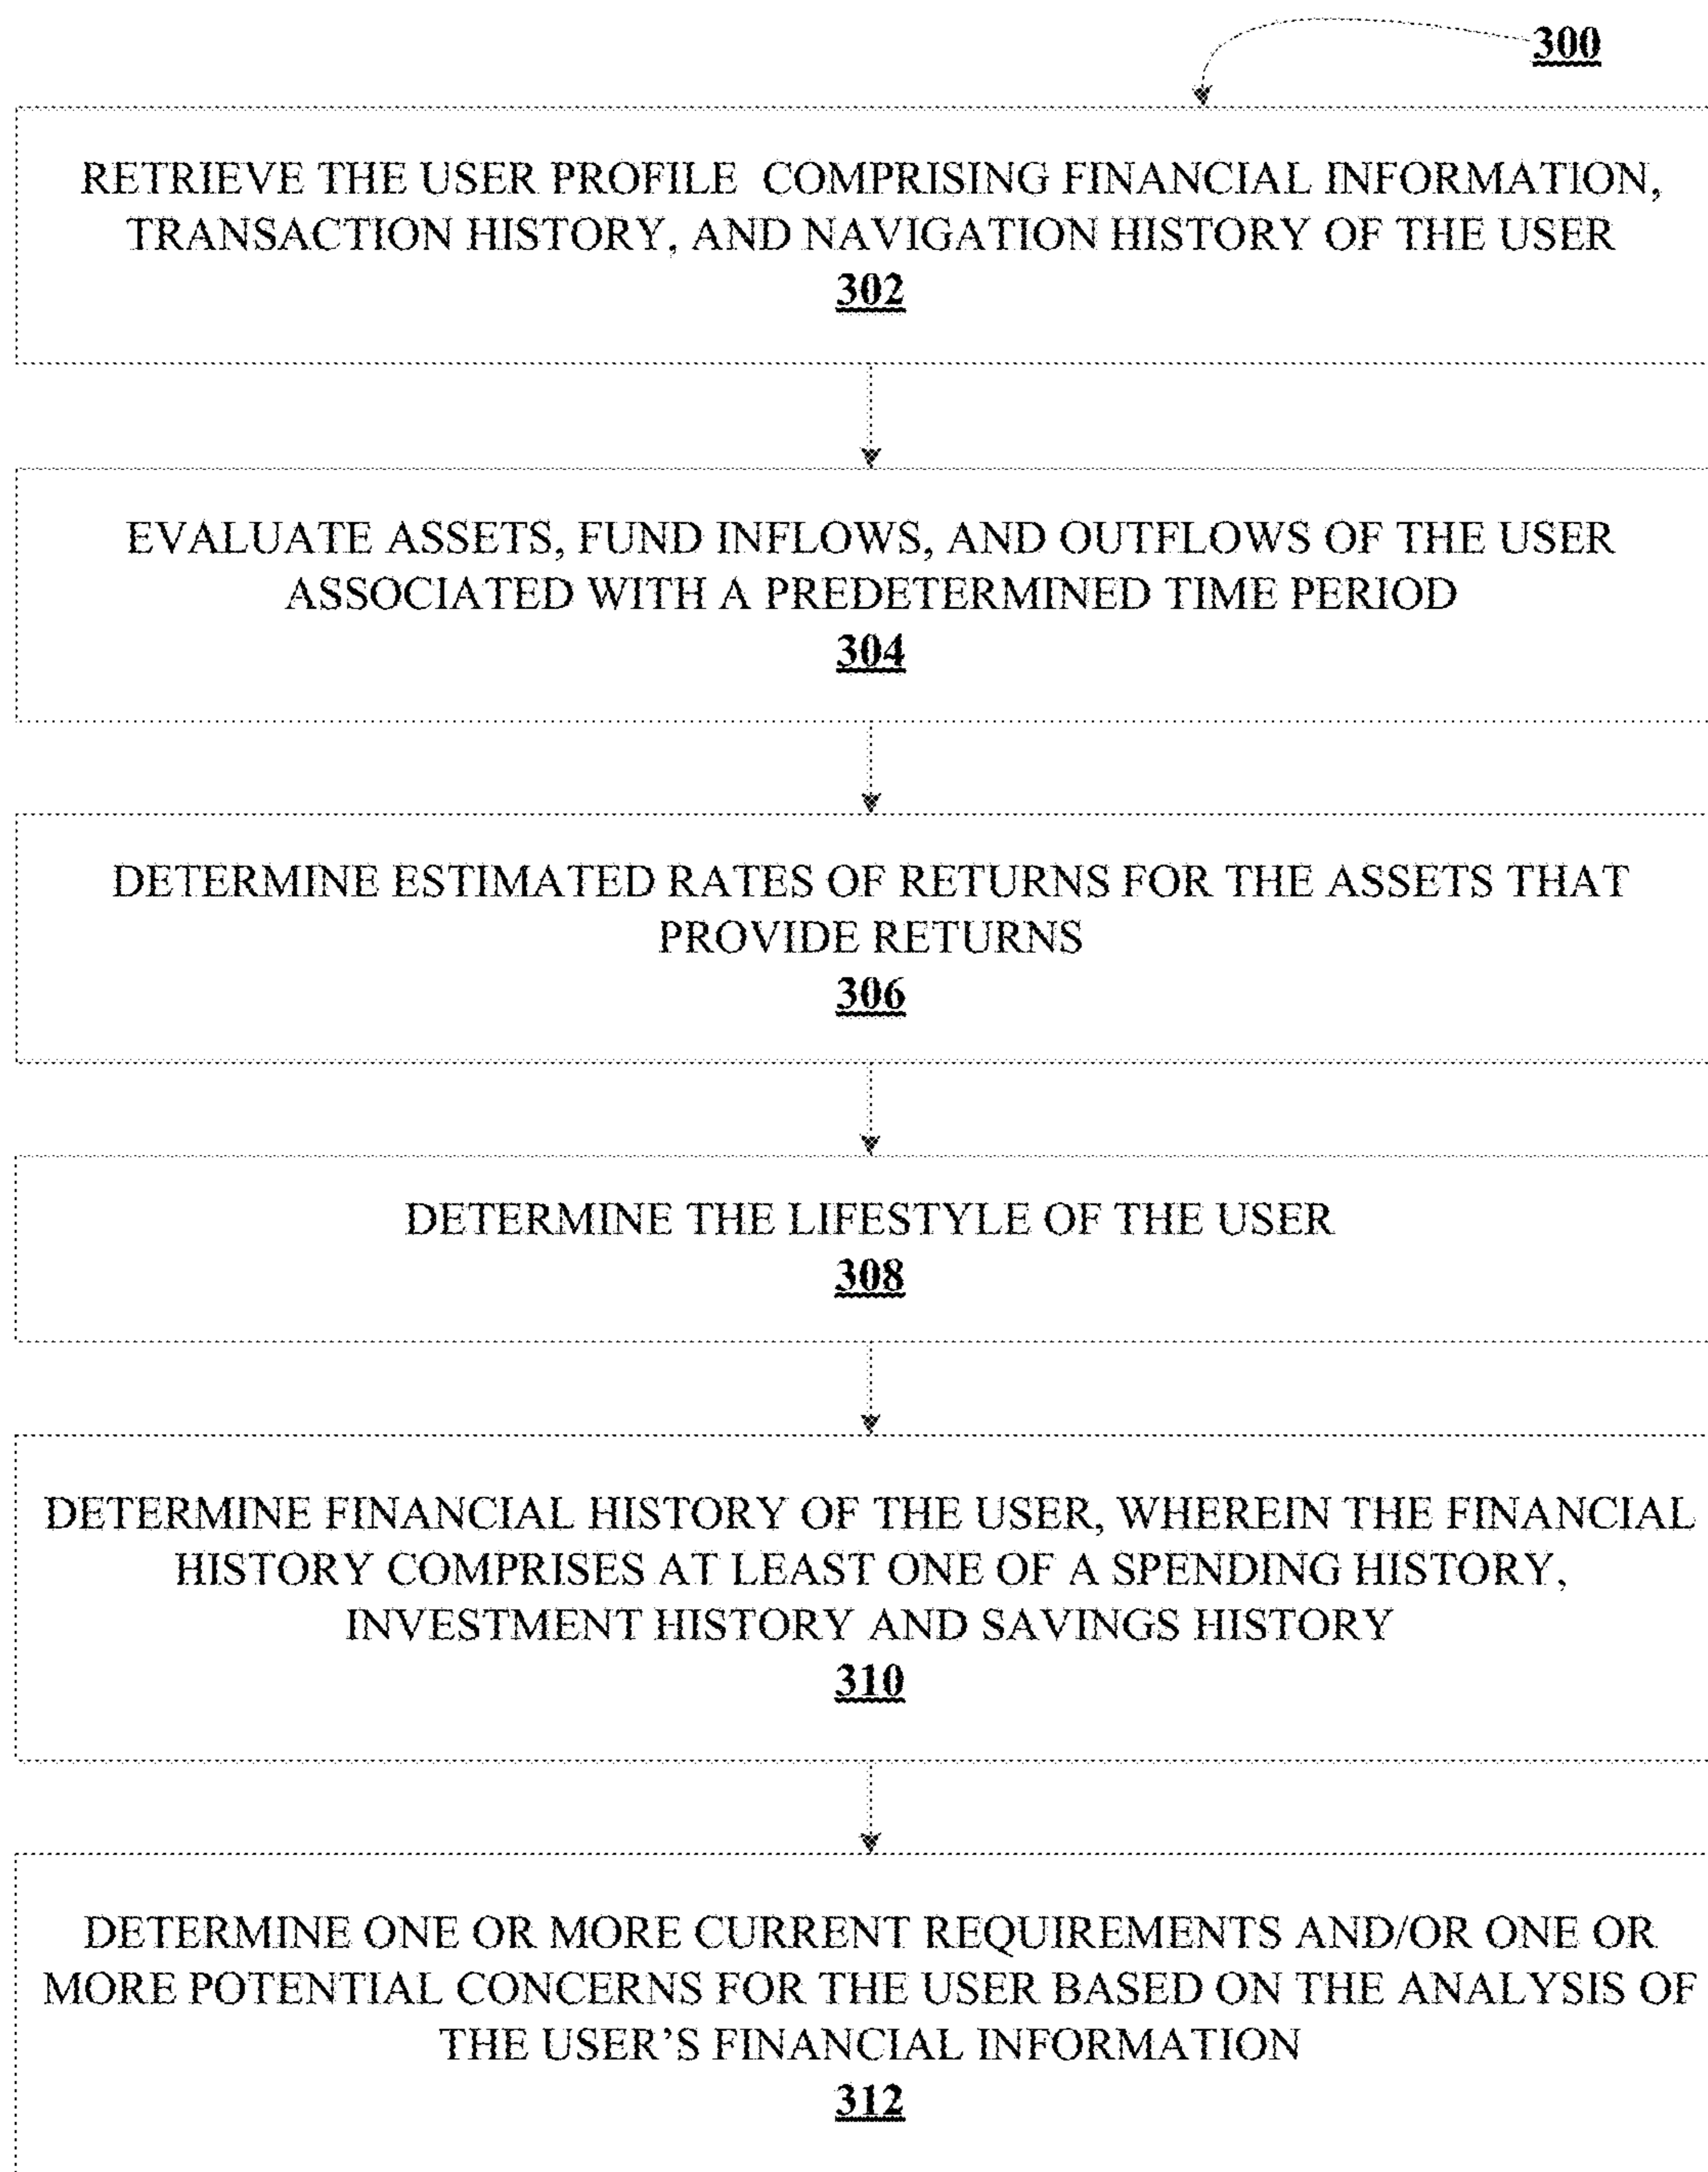 300
RETRIEVE THE USER PROFILE COMPRISING FINANCIAL INFORMATION,
TRANSACTION HISTORY, AND NAVIGATION HISTORY OF THE USER
302
EVALUATE ASSETS, FUND INFLOWS, AND OUTFLOWS OF THE USER
ASSOCIATED WITH A PREDETERMINED TIME PERIOD
304
DETERMINE ESTIMATED RATES OF RETURNS FOR THE ASSETS THAT
PROVIDE RETURNS
306
DETERMINE THE LIFESTYLE OF THE USER
308
DETERMINE FINANCIAL HISTORY OF THE USER, WHEREIN THE FINANCIAL
HISTORY COMPRISES AT LEAST ONE OF A SPENDING HISTORY,
INVESTMENT HISTORY AND SAVINGS HISTORY
310
DETERMINE ONE OR MORE CURRENT REQUIREMENTS AND/OR ONE OR
MORE POTENTIAL CONCERNS FOR THE USER BASED ON THE ANALYSIS OF
THE USER’S FINANCIAL INFORMATION
312